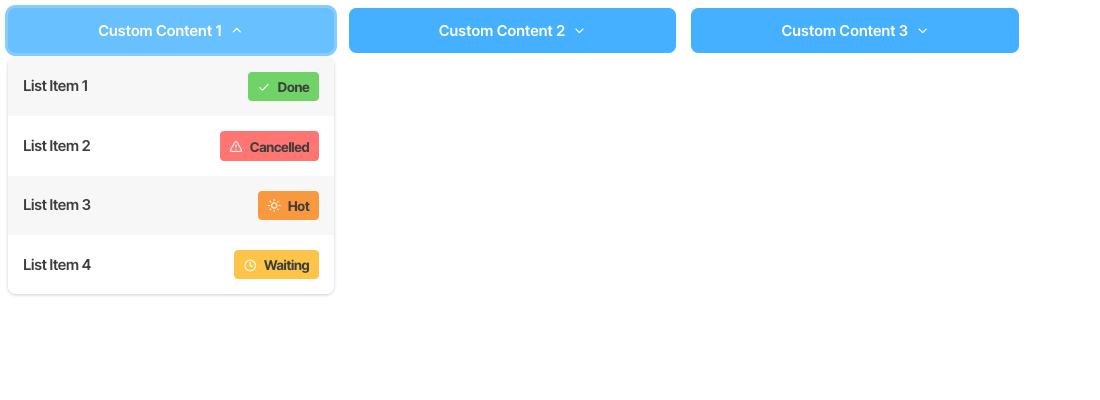 Custom Content 1 Custom Content 2 Custom Content 3
List Item 1 Done
List Item 2 Cancelled
List Item 3 Hot
List Item 4 Waiting